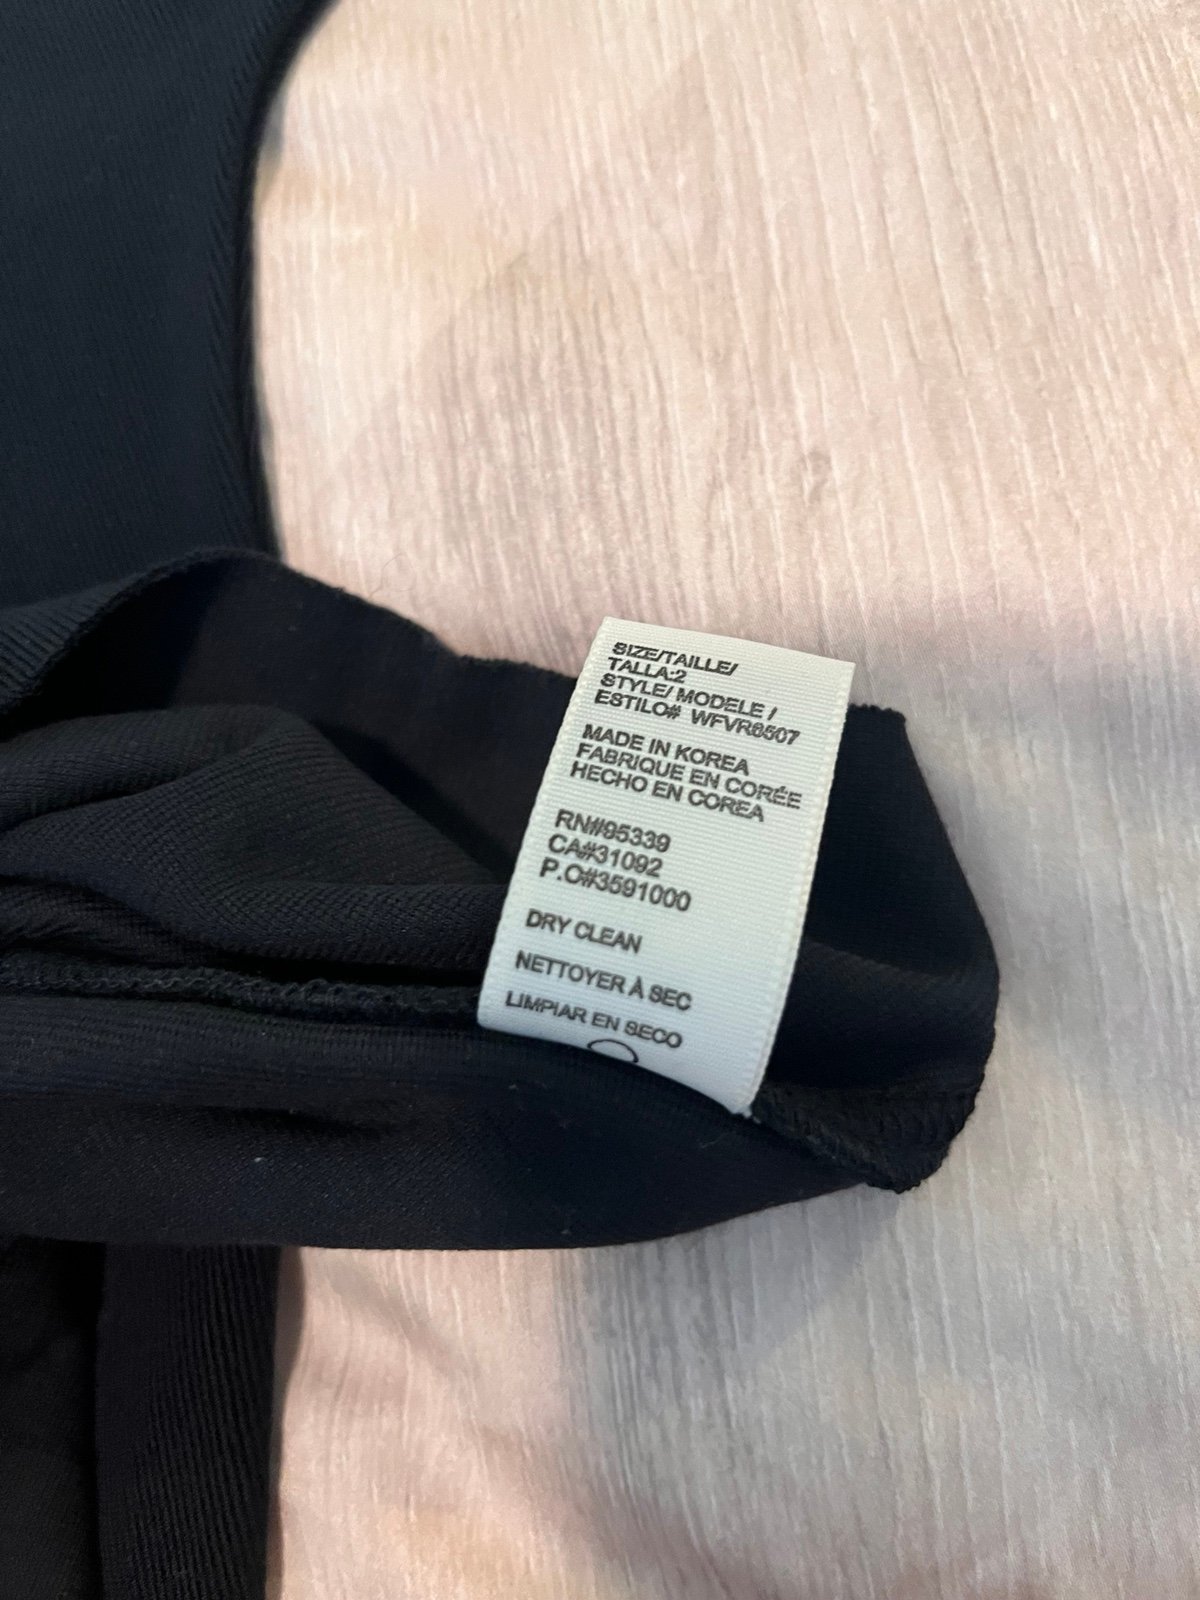 SIZE/TAILLE/
TALLA:2
STYLE/ MODELE /
ESTILO# WFVR6507
MADE IN KOREA
FABRIQUE EN CORÉE
HECHO EN COREA
RN#95339
CA#31092
P.O#3591000
DRY CLEAN
NETTOYER À SEC
LIMPIAR EN SECO